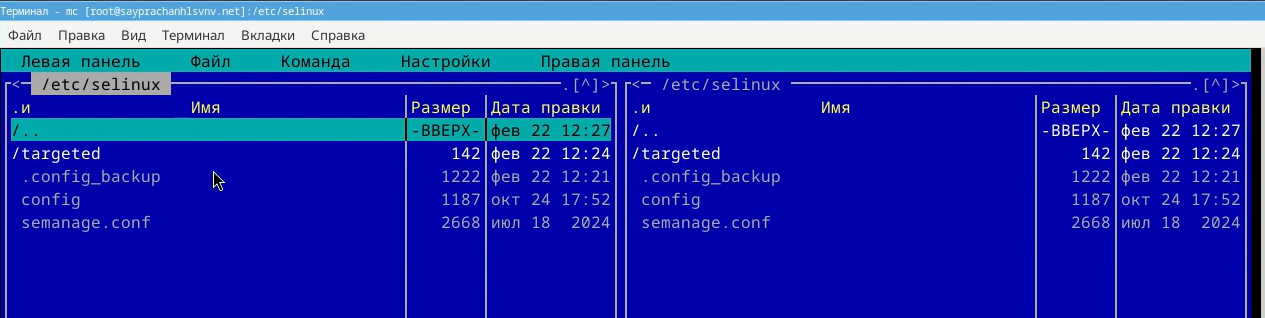 Терминал - mc [root@sayprachanhlsvnv.net]:/etc/selinux
Файл Правка Вид Терминал Вкладки Справка
Левая панель Файл Команда Настройки Правая панель
<─ /etc/selinux .[^]> <─ /etc/selinux .[^]>
.и Имя Размер Дата правки .и Имя Размер Дата правки
/.. -ВВЕРХ- фев 22 12:27 /.. -ВВЕРХ- фев 22 12:27
/targeted 142 фев 22 12:24 /targeted 142 фев 22 12:24
.config_backup 1222 фев 22 12:21 .config_backup 1222 фев 22 12:21
config 1187 окт 24 17:52 config 1187 окт 24 17:52
semanage.conf 2668 июл 18 2024 semanage.conf 2668 июл 18 2024